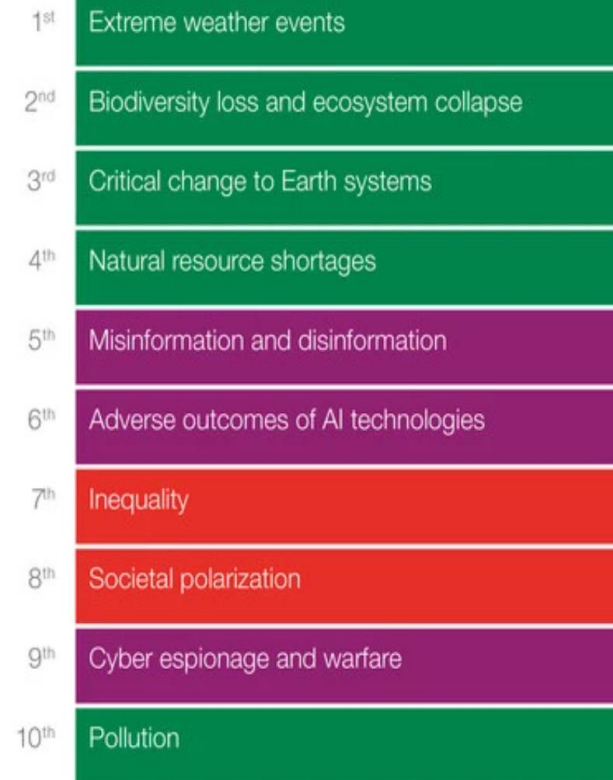 1st Extreme weather events
2nd Biodiversity loss and ecosystem collapse
3rd Critical change to Earth systems
4th Natural resource shortages
5th Misinformation and disinformation
6th Adverse outcomes of AI technologies
7th Inequality
8th Societal polarization
9th Cyber espionage and warfare
10th Pollution